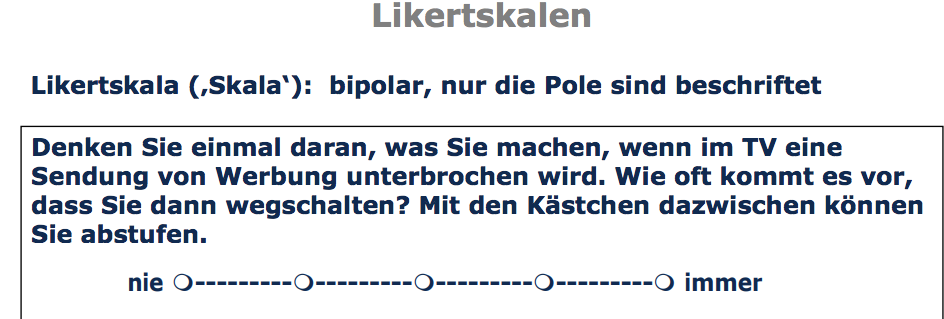 Likertskalen
Likertskala (‚Skala‘):  bipolar, nur die Pole sind beschriftet
Denken Sie einmal daran, was Sie machen, wenn im TV eine
Sendung von Werbung unterbrochen wird. Wie oft kommt es vor,
dass Sie dann wegschalten? Mit den Kästchen dazwischen können
Sie abstufen.
nie ❍---------❍---------❍---------❍---------❍ immer